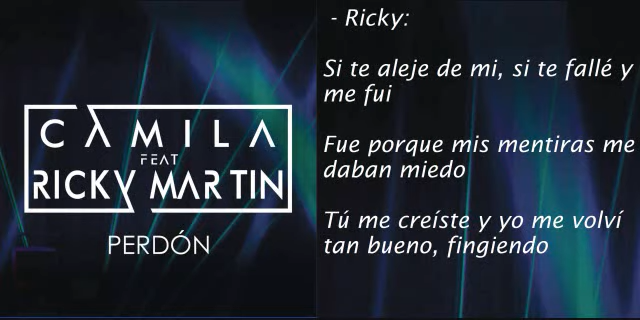 CAMILA
FEAT
RICKY MARTIN
PERDÓN
- Ricky:
Si te aleje de mi, si te fallé y
me fui
Fue porque mis mentiras me
daban miedo
Tú me creíste y yo me volví
tan bueno, fingiendo